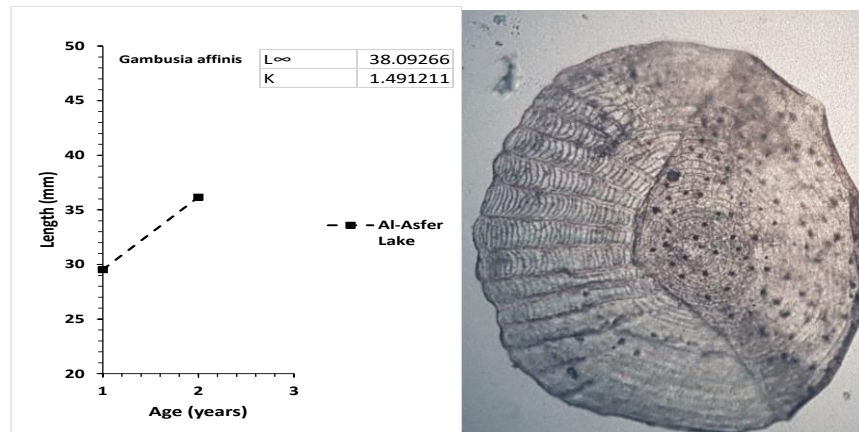 Gambusia affinis
L∞ 38.09266
K 1.491211
50
45
40
35
30
25
20
Length (mm)
1 2 3
Age (years)
Al-Asfer
Lake